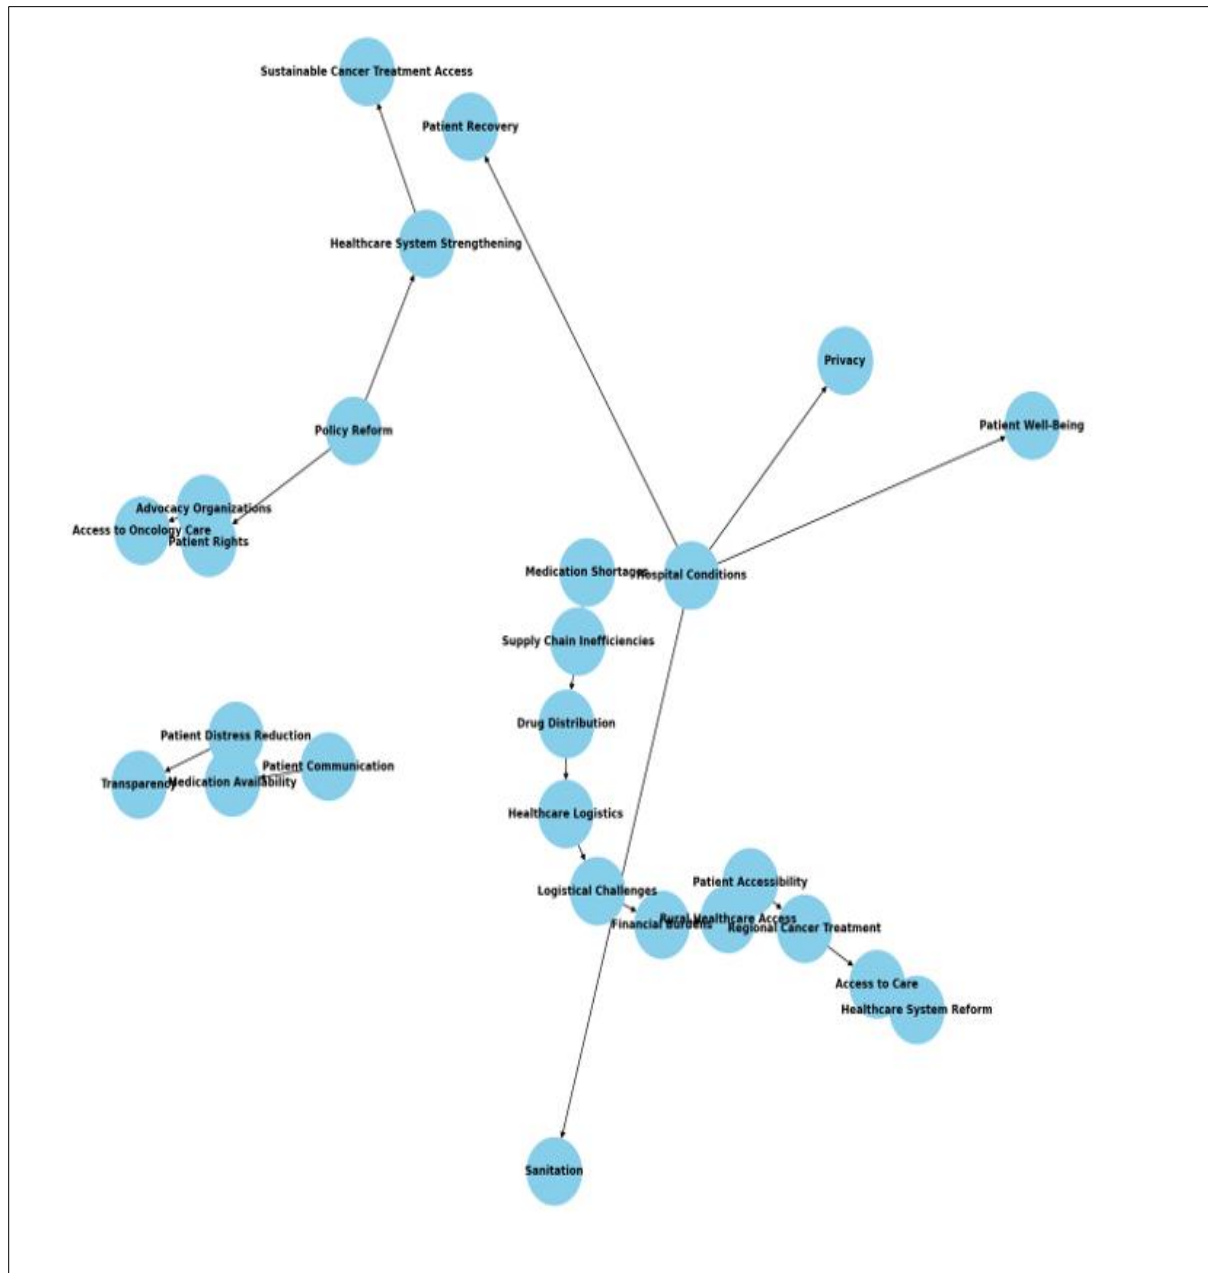 Sustainable Cancer Treatment Access
Patient Recovery
Healthcare System Strengthening
Privacy
Patient Well-Being
Policy Reform
Advocacy Organizations
Access to Oncology Care
Patient Rights
Medication Shortages
Hospital Conditions
Supply Chain Inefficiencies
Drug Distribution
Patient Distress Reduction
Patient Communication
Transparency
Medication Availability
Healthcare Logistics
Patient Accessibility
Logistical Challenges
Rural Healthcare Access
Financial Burdens
Regional Cancer Treatment
Access to Care
Healthcare System Reform
Sanitation